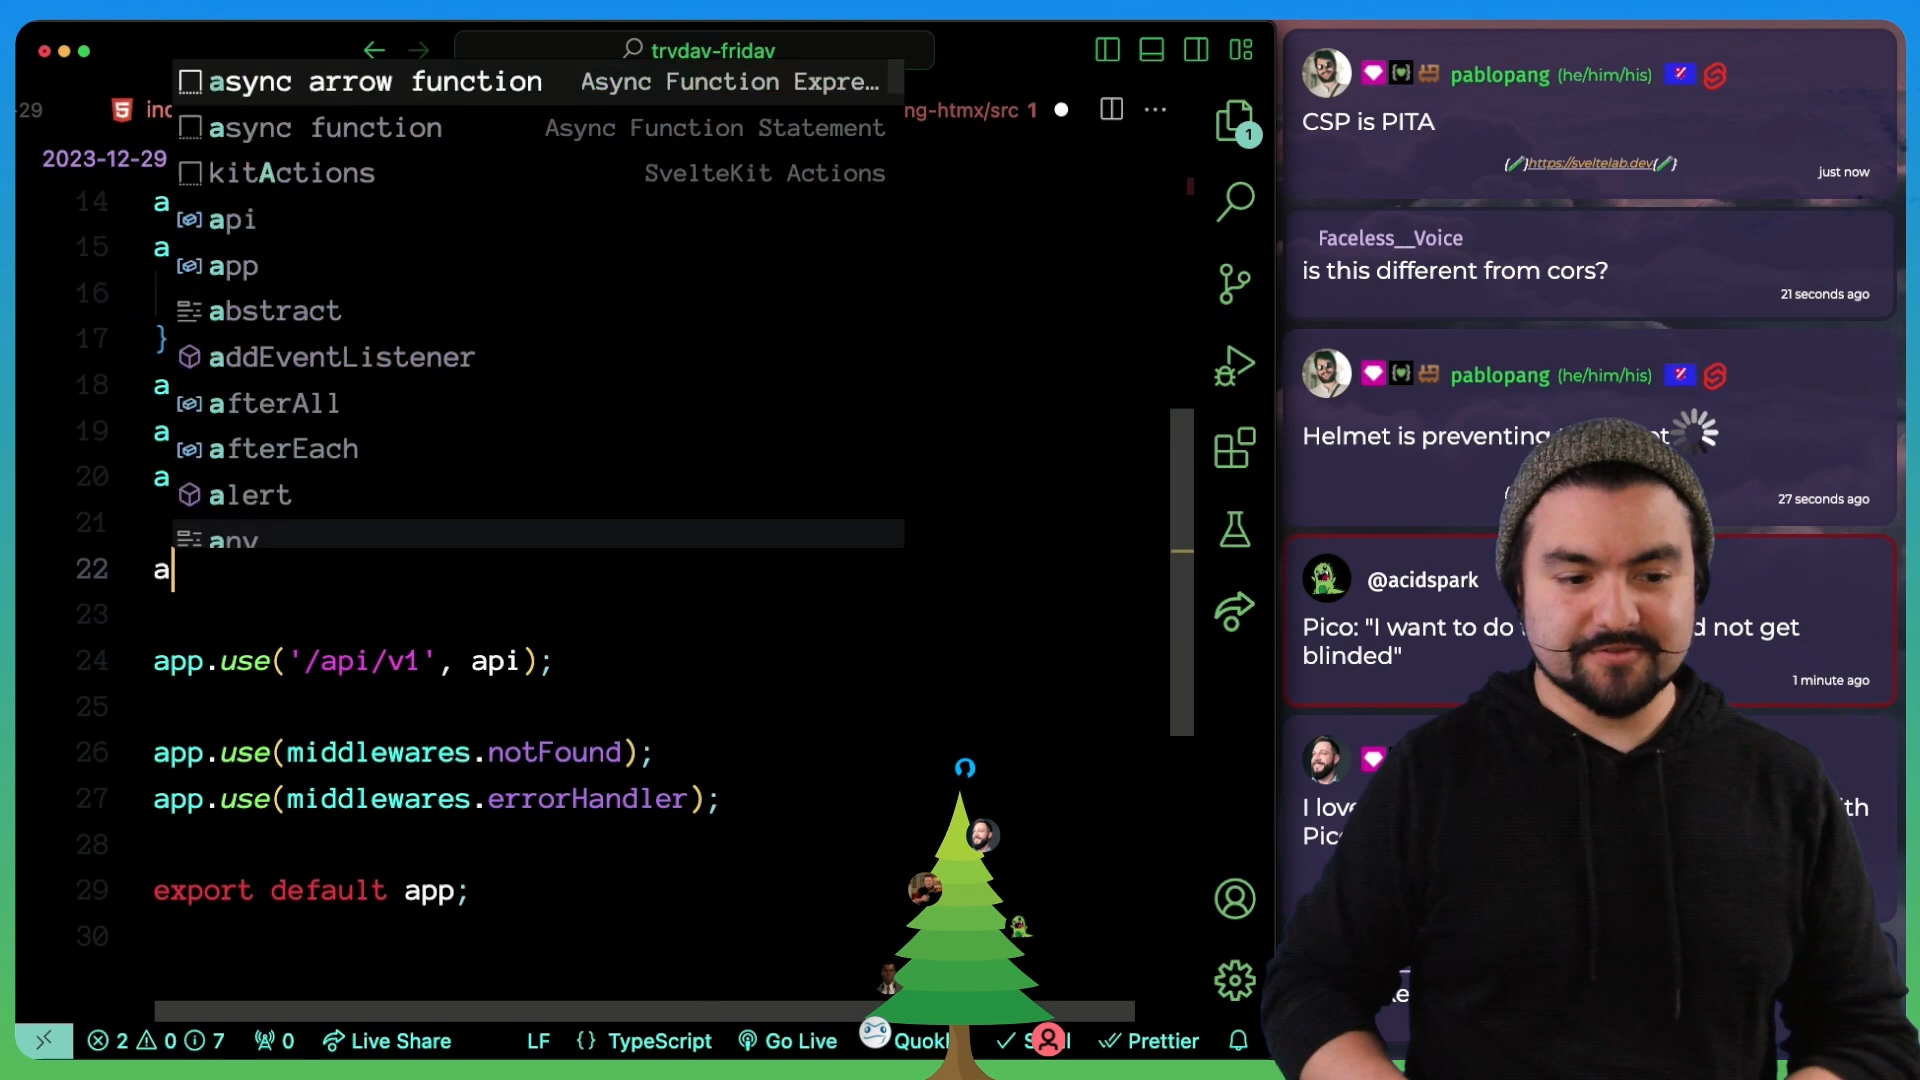 tryday-friday
async arrow function Async Function Expre…
-29 ng-htmx/src 1
async function Async Function Statement
2023-12-29
kitActions SvelteKit Actions
14 a
api
15 a
app
16
abstract
17 }
addEventListener
18 a
afterAll
19 a
afterEach
20 a
alert
21
any
22 a
23
24 app.use('/api/v1', api);
25
26 app.use(middlewares.notFound);
27 app.use(middlewares.errorHandler);
28
29 export default app;
30
1
2 0 7 0 Live Share LF {} TypeScript Go Live Prettier
pablopang (he/him/his)
CSP is PITA
{https://sveltelab.dev}
just now
Faceless__Voice
is this different from cors?
21 seconds ago
pablopang (he/him/his)
Helmet is preventing
27 seconds ago
@acidspark
Pico: "I want to do not get
blinded"
1 minute ago
I love